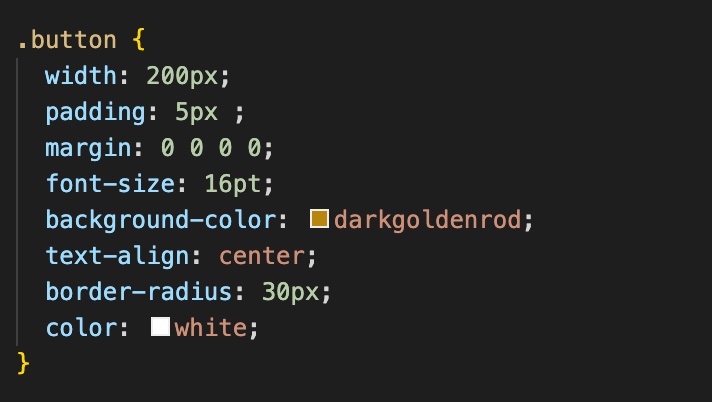 .button {
width: 200px;
padding: 5px ;
margin: 0 0 0 0;
font-size: 16pt;
background-color: darkgoldenrod;
text-align: center;
border-radius: 30px;
color: white;
}